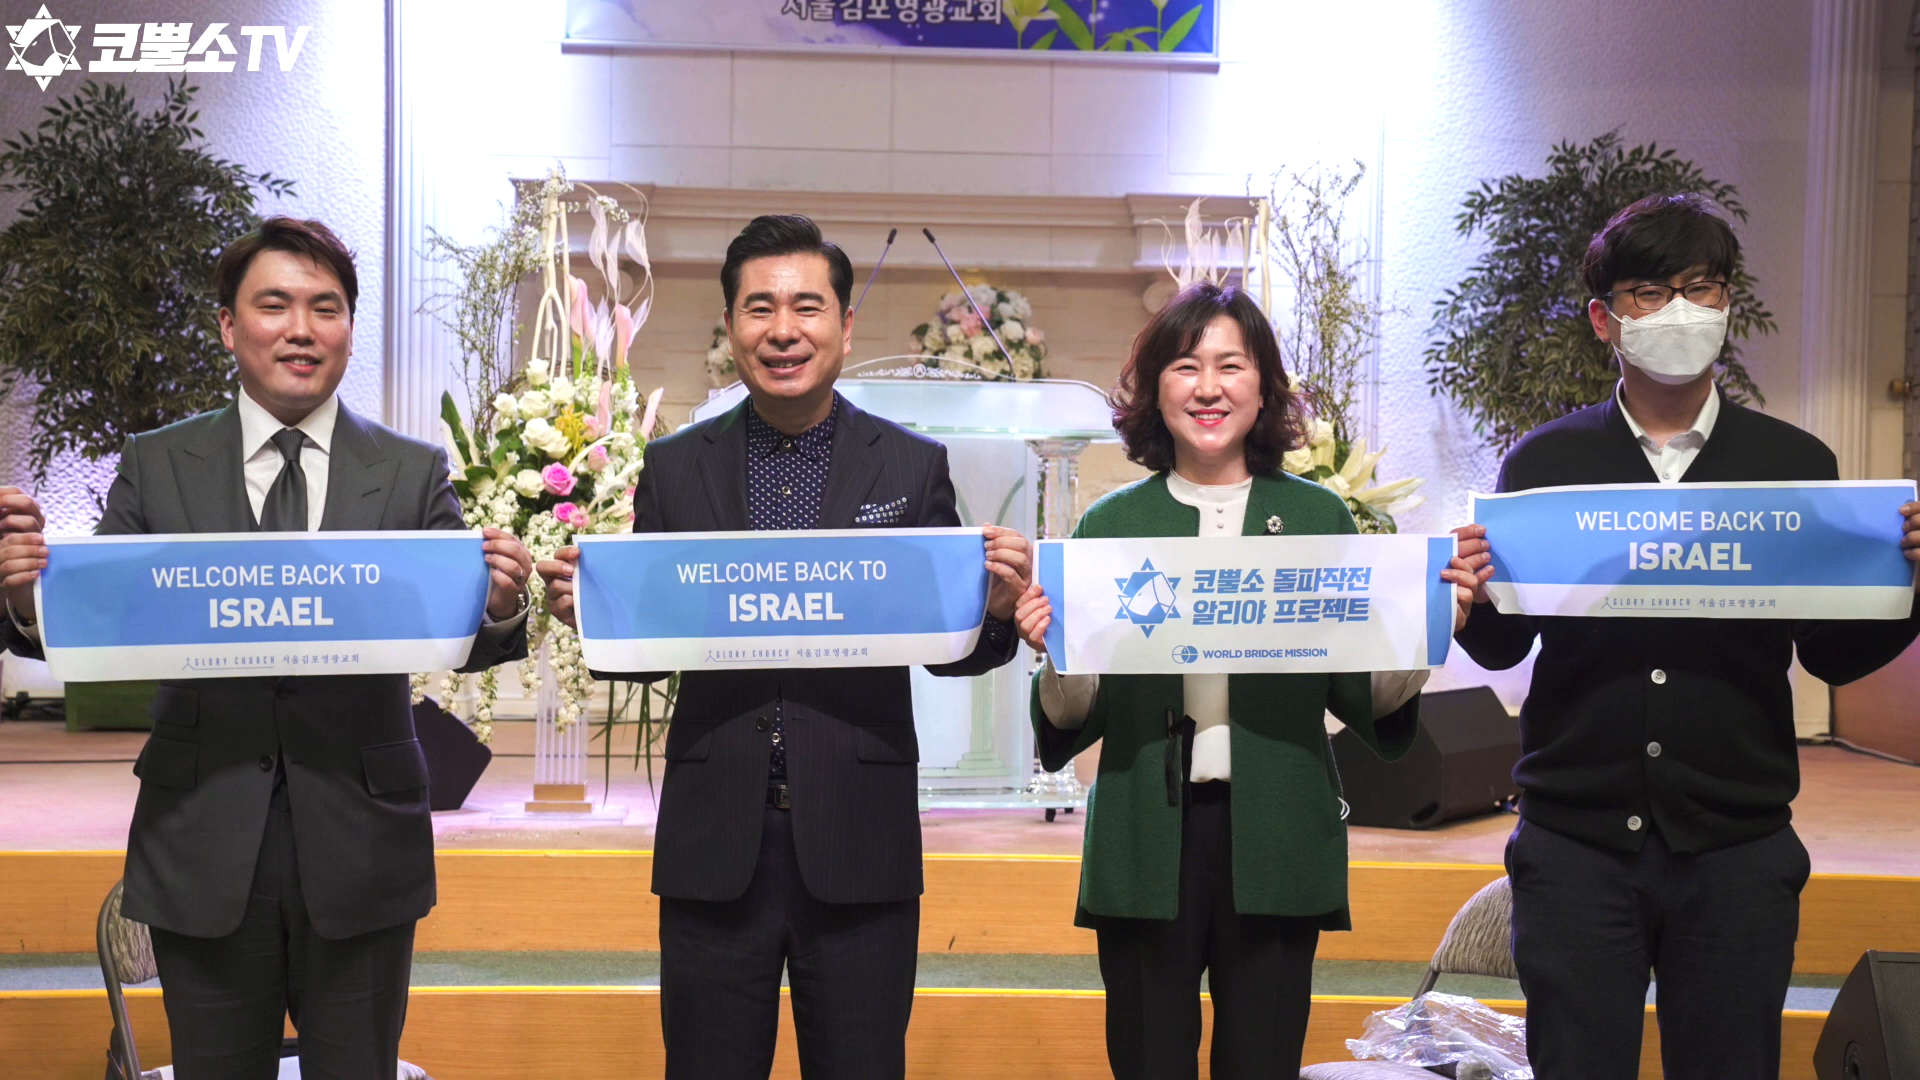 코뿔소TV
서울김포영광교회
WELCOME BACK TO
ISRAEL
GLORY CHURCH 서울김포영광교회
WELCOME BACK TO
ISRAEL
GLORY CHURCH 서울김포영광교회
코뿔소 돌파작전
알리야 프로젝트
WORLD BRIDGE MISSION
WELCOME BACK TO
ISRAEL
GLORY CHURCH 서울김포영광교회